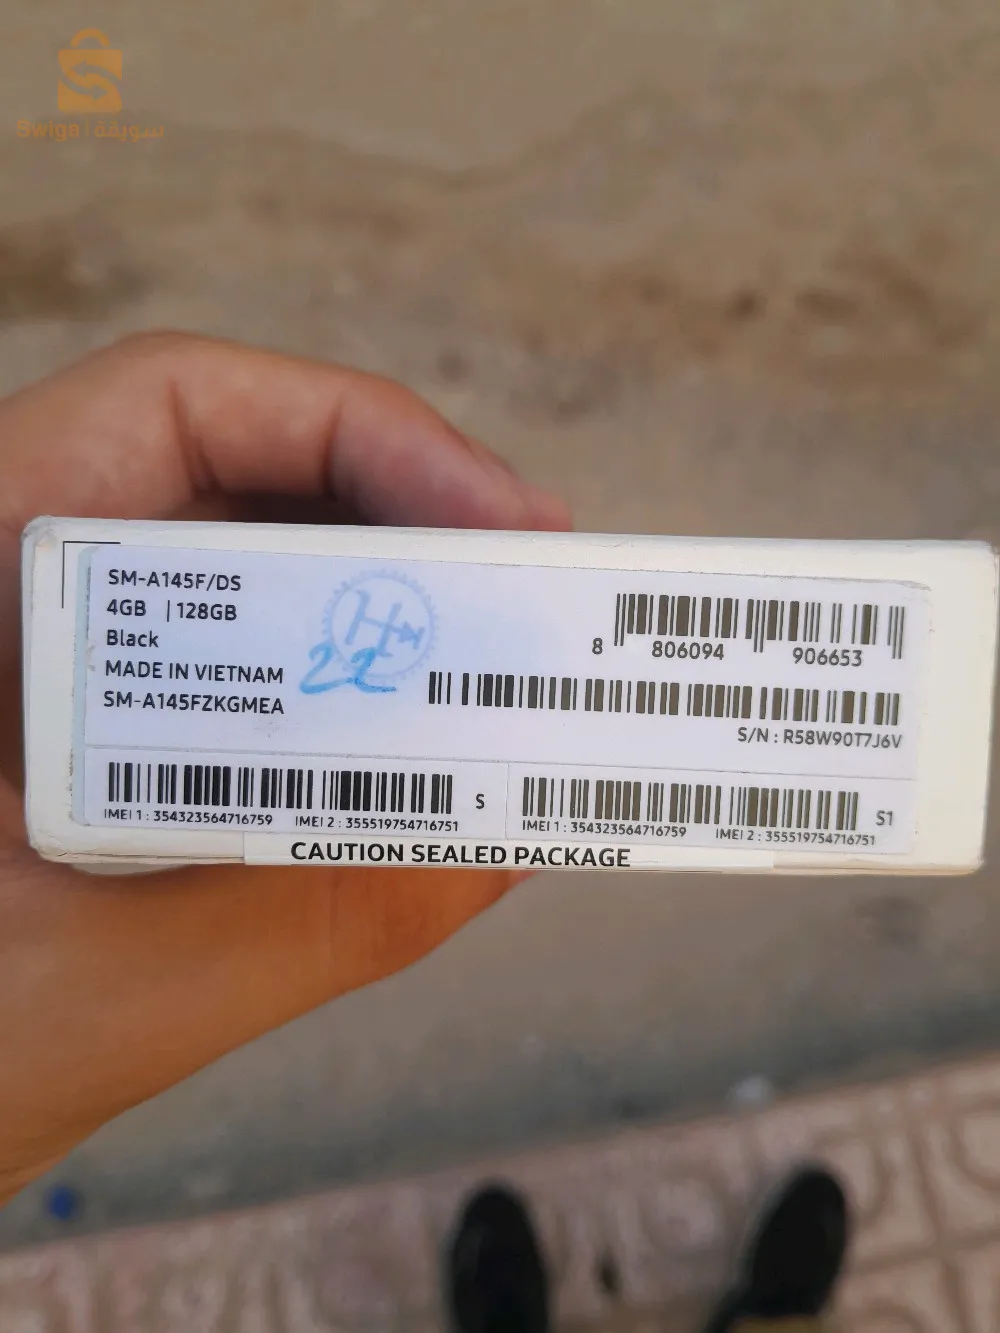 Swiga | سويقة
SM-A145F/DS
4GB | 128GB
Black
MADE IN VIETNAM
SM-A145FZKGMEA
22
8 806094 906653
S/N : R58W90T7J6V
IMEI 1 : 354323564716759 IMEI 2 : 355519754716751 S
IMEI 1 : 354323564716759 IMEI 2 : 355519754716751 S1
CAUTION SEALED PACKAGE